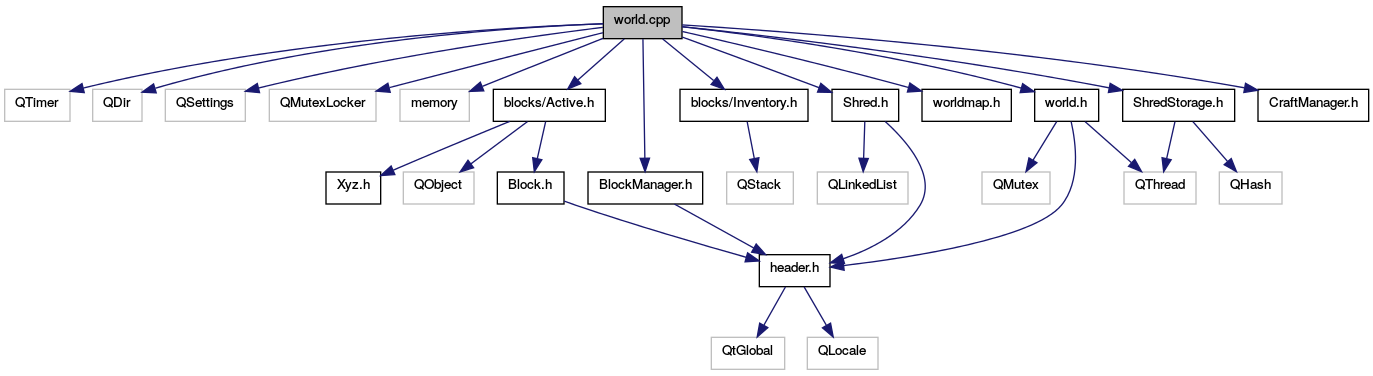 world.cpp
QTimer
QDir
QSettings
QMutexLocker
memory
blocks/Active.h
blocks/Inventory.h
Shred.h
worldmap.h
world.h
ShredStorage.h
CraftManager.h
Xyz.h
QObject
Block.h
BlockManager.h
QStack
QLinkedList
QMutex
QThread
QHash
header.h
QtGlobal
QLocale